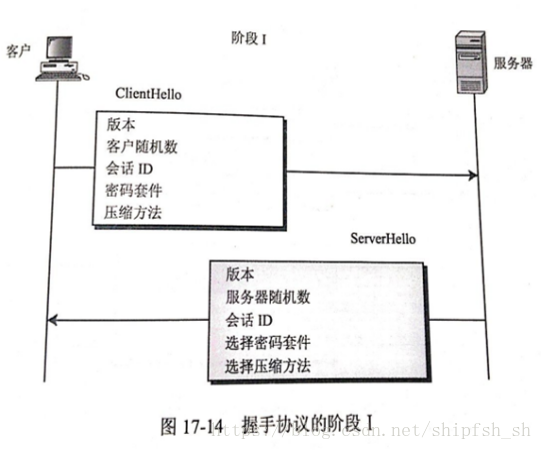 阶段 I
客户
服务器
ClientHello
版本
客户随机数
会话 ID
密码套件
压缩方法
ServerHello
版本
服务器随机数
会话 ID
选择密码套件
选择压缩方法
图 17-14 握手协议的阶段 I
https://blog.csdn.net/shipfsh_sh